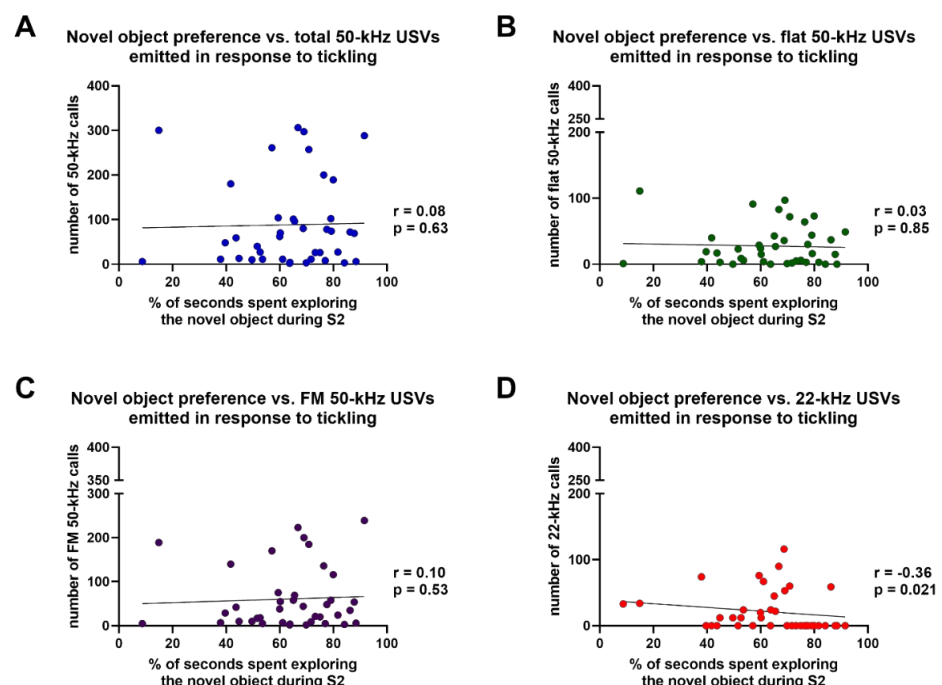 A
Novel object preference vs. total 50-kHz USVs
emitted in response to tickling
number of 50-kHz calls
400
300
200
100
0
0 20 40 60 80 100
r = 0.08
p = 0.63
% of seconds spent exploring
the novel object during S2
B
Novel object preference vs. flat 50-kHz USVs
emitted in response to tickling
number of flat 50-kHz calls
400
250
200
100
0
0 20 40 60 80 100
r = 0.03
p = 0.85
% of seconds spent exploring
the novel object during S2
C
Novel object preference vs. FM 50-kHz USVs
emitted in response to tickling
number of FM 50-kHz calls
400
350
300
200
100
0
0 20 40 60 80 100
r = 0.10
p = 0.53
% of seconds spent exploring
the novel object during S2
D
Novel object preference vs. 22-kHz USVs
emitted in response to tickling
number of 22-kHz calls
400
250
200
100
0
0 20 40 60 80 100
r = -0.36
p = 0.021
% of seconds spent exploring
the novel object during S2